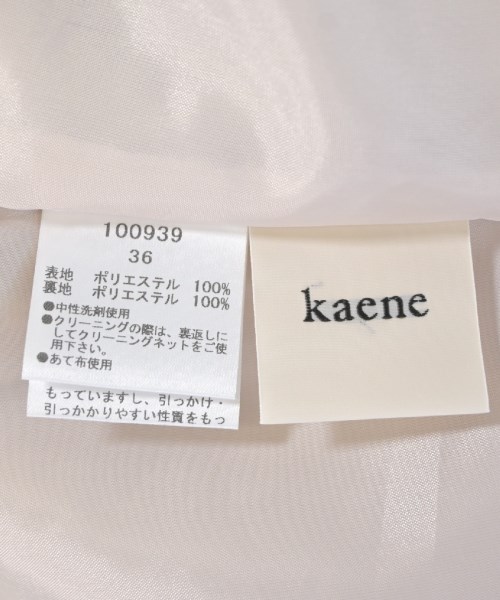 100939
36
表地 ポリエステル 100%
裏地 ポリエステル 100%
●中性洗剤使用
●クリーニングの際は、裏返しに
してクリーニングネットをご使
用下さい。
●あて布使用
もっていますし、引っかけ・
引っかかりやすい性質をもっ
kaene